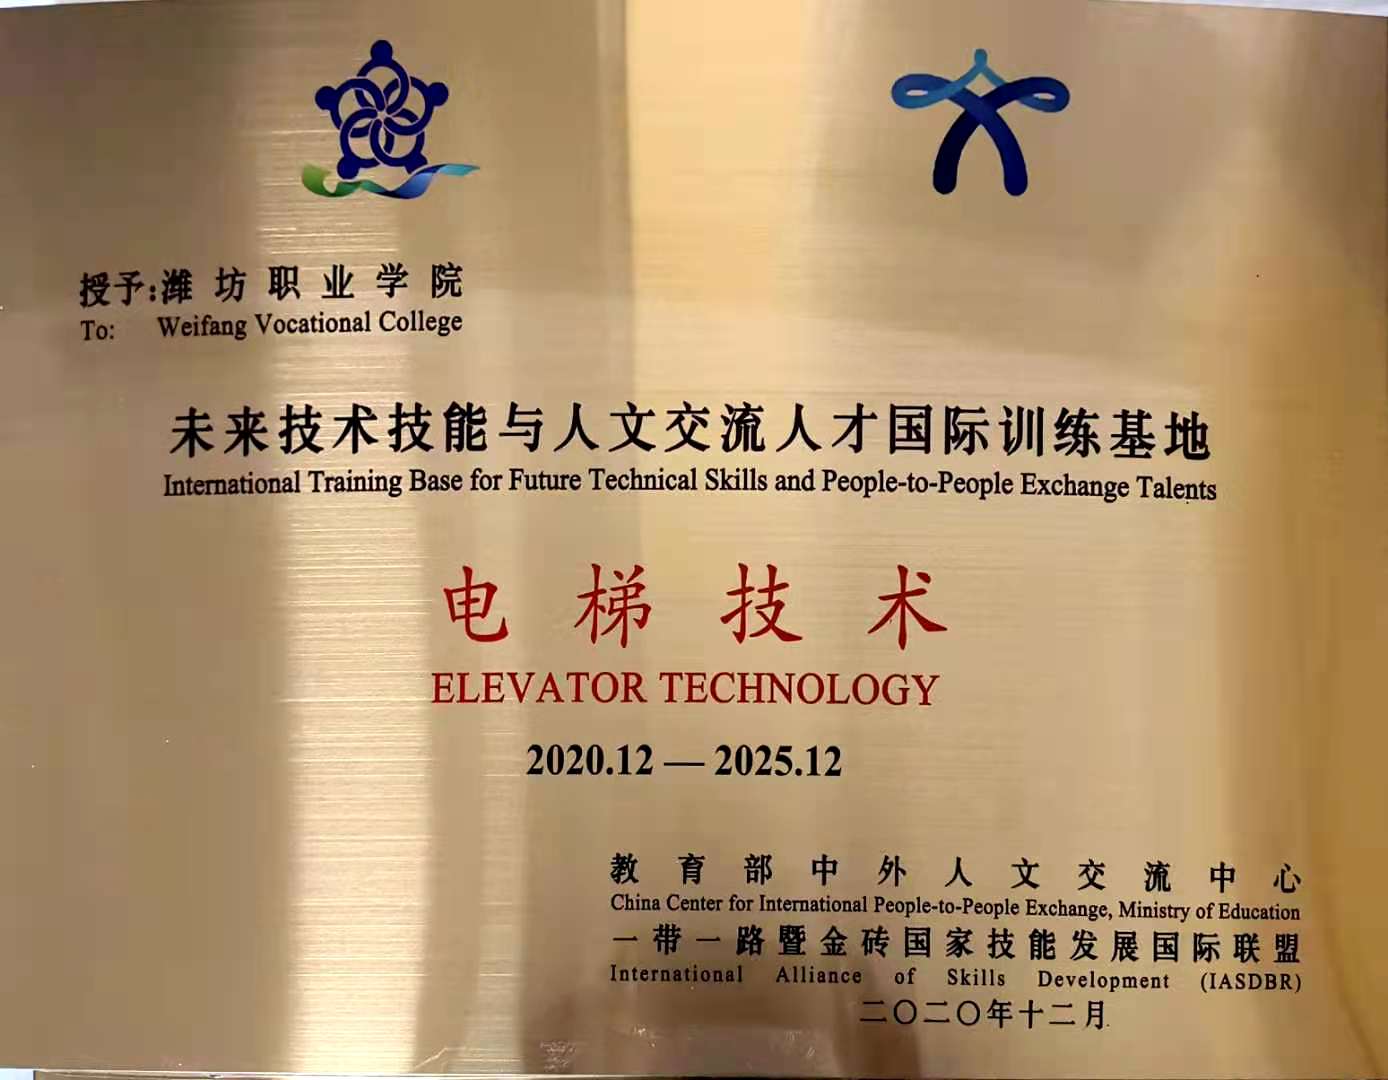 授予:潍坊职业学院
To: Weifang Vocational College
未来技术技能与人文交流人才国际训练基地
International Training Base for Future Technical Skills and People-to-People Exchange Talents
电梯技术
ELEVATOR TECHNOLOGY
2020.12 — 2025.12
教育部中外人文交流中心
China Center for International People-to-People Exchange, Ministry of Education
一带一路暨金砖国家技能发展国际联盟
International Alliance of Skills Development (IASDBR)
二〇二〇年十二月